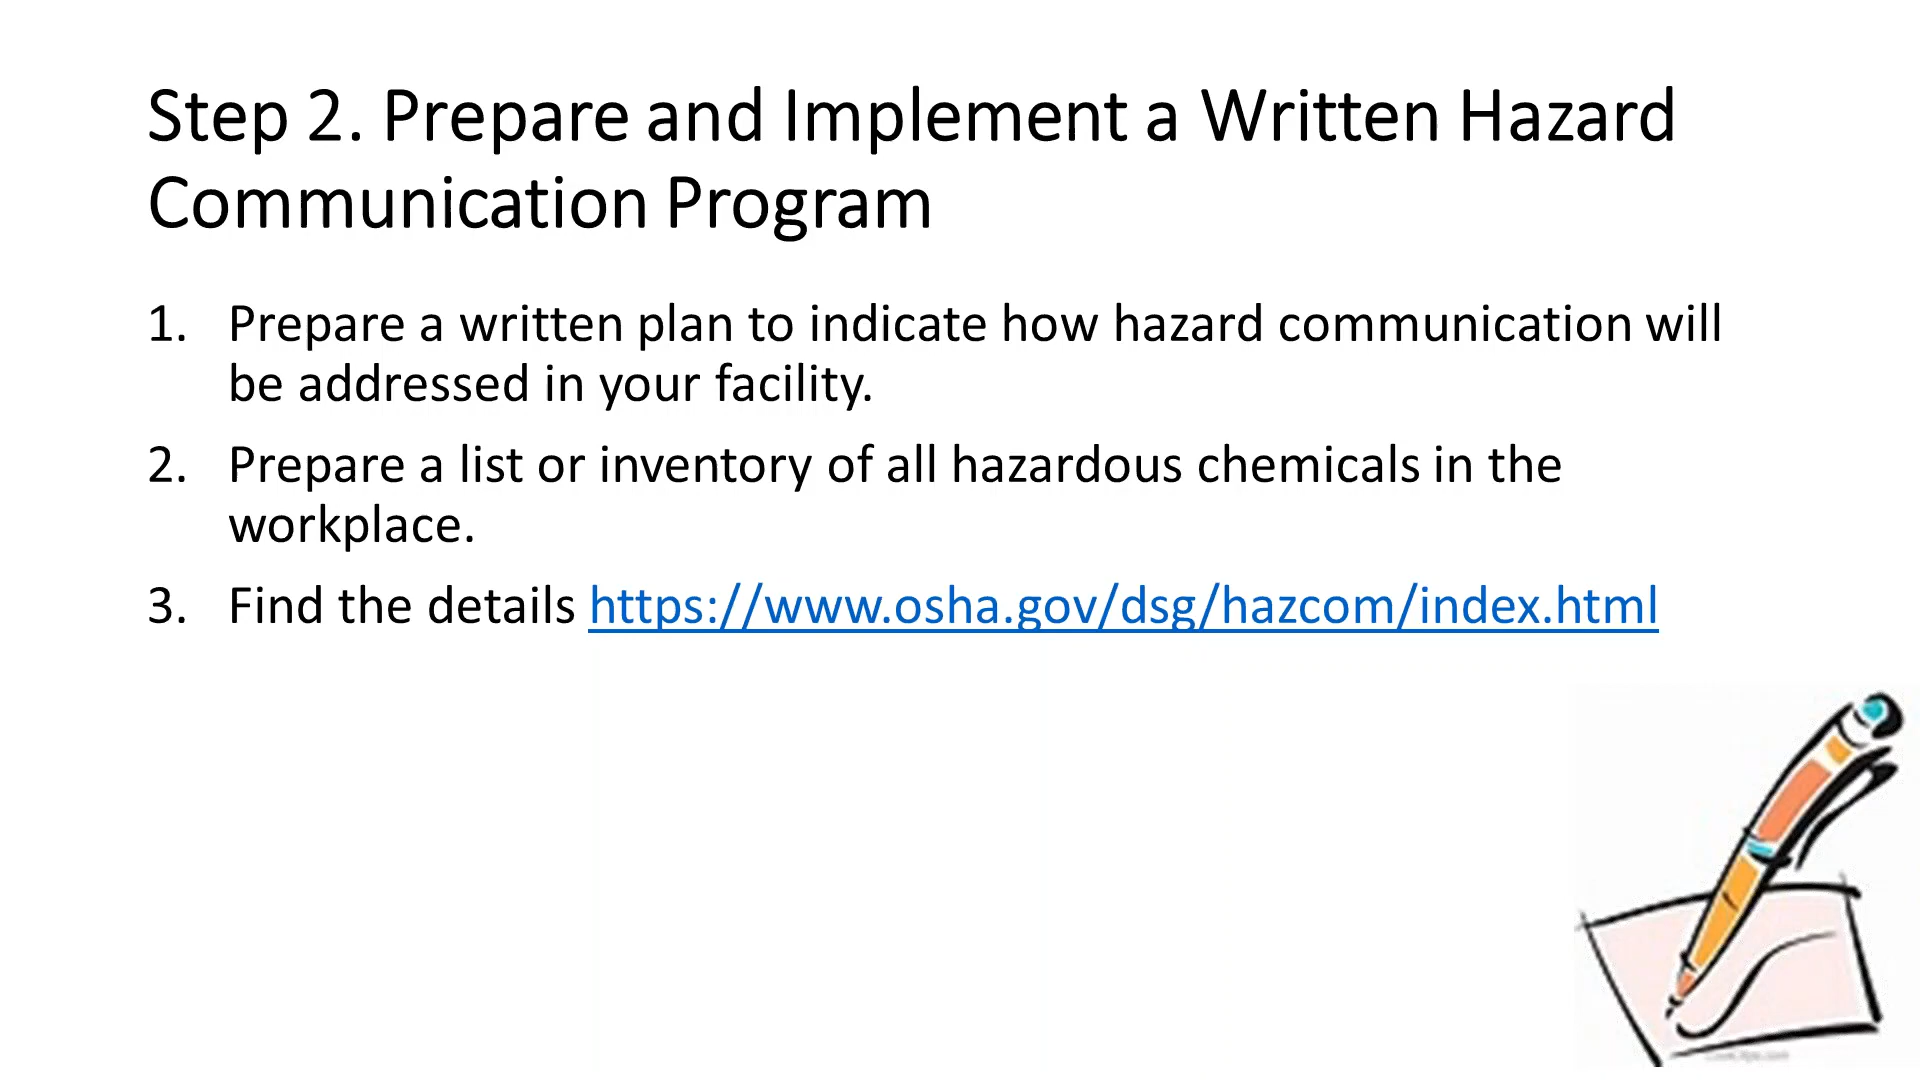 Step 2. Prepare and Implement a Written Hazard
Communication Program
1. Prepare a written plan to indicate how hazard communication will
be addressed in your facility.
2. Prepare a list or inventory of all hazardous chemicals in the
workplace.
3. Find the details https://www.osha.gov/dsg/hazcom/index.html